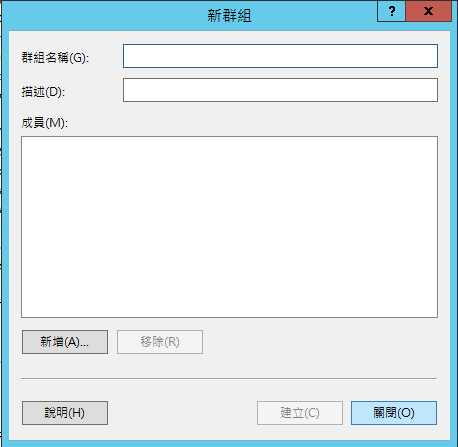 新群組
? x
群組名稱(G):
描述(D):
成員(M):
新增(A)... 移除(R)
說明(H) 建立(C) 關閉(O)